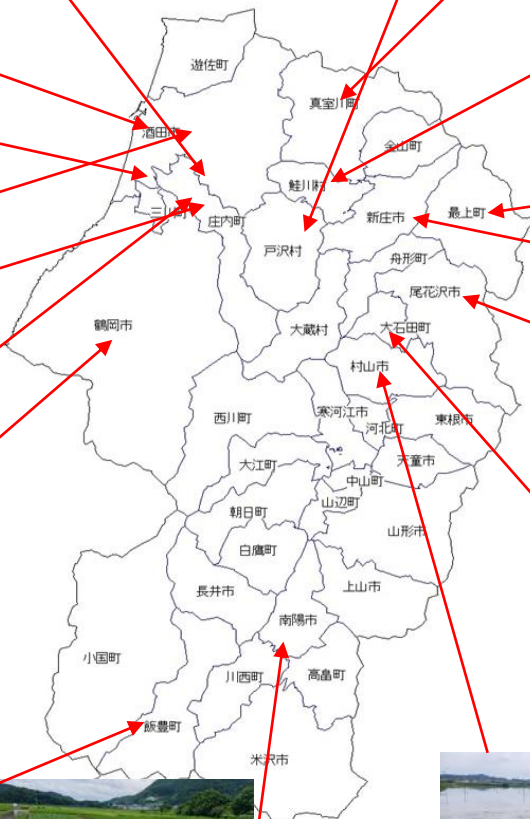 遊佐町
真室川町
酒田市
金山町
鮭川村
三川町
庄内町
新庄市
最上町
戸沢村
舟形町
尾花沢市
鶴岡市
大蔵村
大石田町
村山市
西川町
寒河江市
河北町
東根市
大江町
天童市
中山町
山辺町
朝日町
山形市
白鷹町
長井市
上山市
南陽市
小国町
川西町
高畠町
飯豊町
米沢市